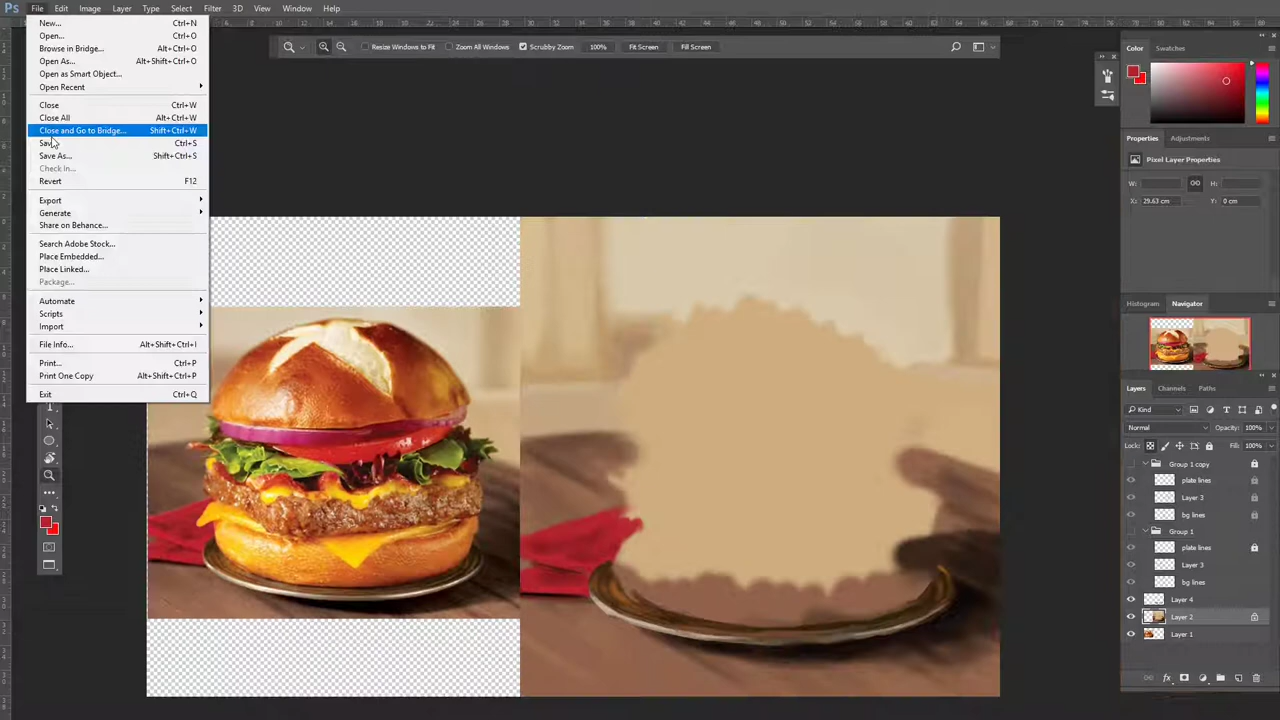 Ps File Edit Image Layer Type Select Filter 3D View Window Help
New... Ctrl+N
Open... Ctrl+O
Browse in Bridge... Alt+Ctrl+O
Open As... Alt+Shift+Ctrl+O
Open as Smart Object...
Open Recent
Close Ctrl+W
Close All Alt+Ctrl+W
Close and Go to Bridge... Shift+Ctrl+W
Save Ctrl+S
Save As... Shift+Ctrl+S
Check In...
Revert F12
Export
Generate
Share on Behance...
Search Adobe Stock...
Place Embedded...
Place Linked...
Package...
Automate
Scripts
Import
File Info... Alt+Shift+Ctrl+I
Print... Ctrl+P
Print One Copy Alt+Shift+Ctrl+P
Exit Ctrl+Q
Resize Windows to Fit Zoom All Windows Scrubby Zoom 100% Fit Screen Fill Screen
Color Swatches
Properties Adjustments
Pixel Layer Properties
W: H:
X: 29.63 cm Y: 0 cm
Histogram Navigator
Layers Channels Paths
Kind
Normal Opacity: 100%
Lock: Fill: 100%
Group 1 copy
plate lines
Layer 3
bg lines
Group 1
plate lines
Layer 3
bg lines
Layer 4
Layer 2
Layer 1